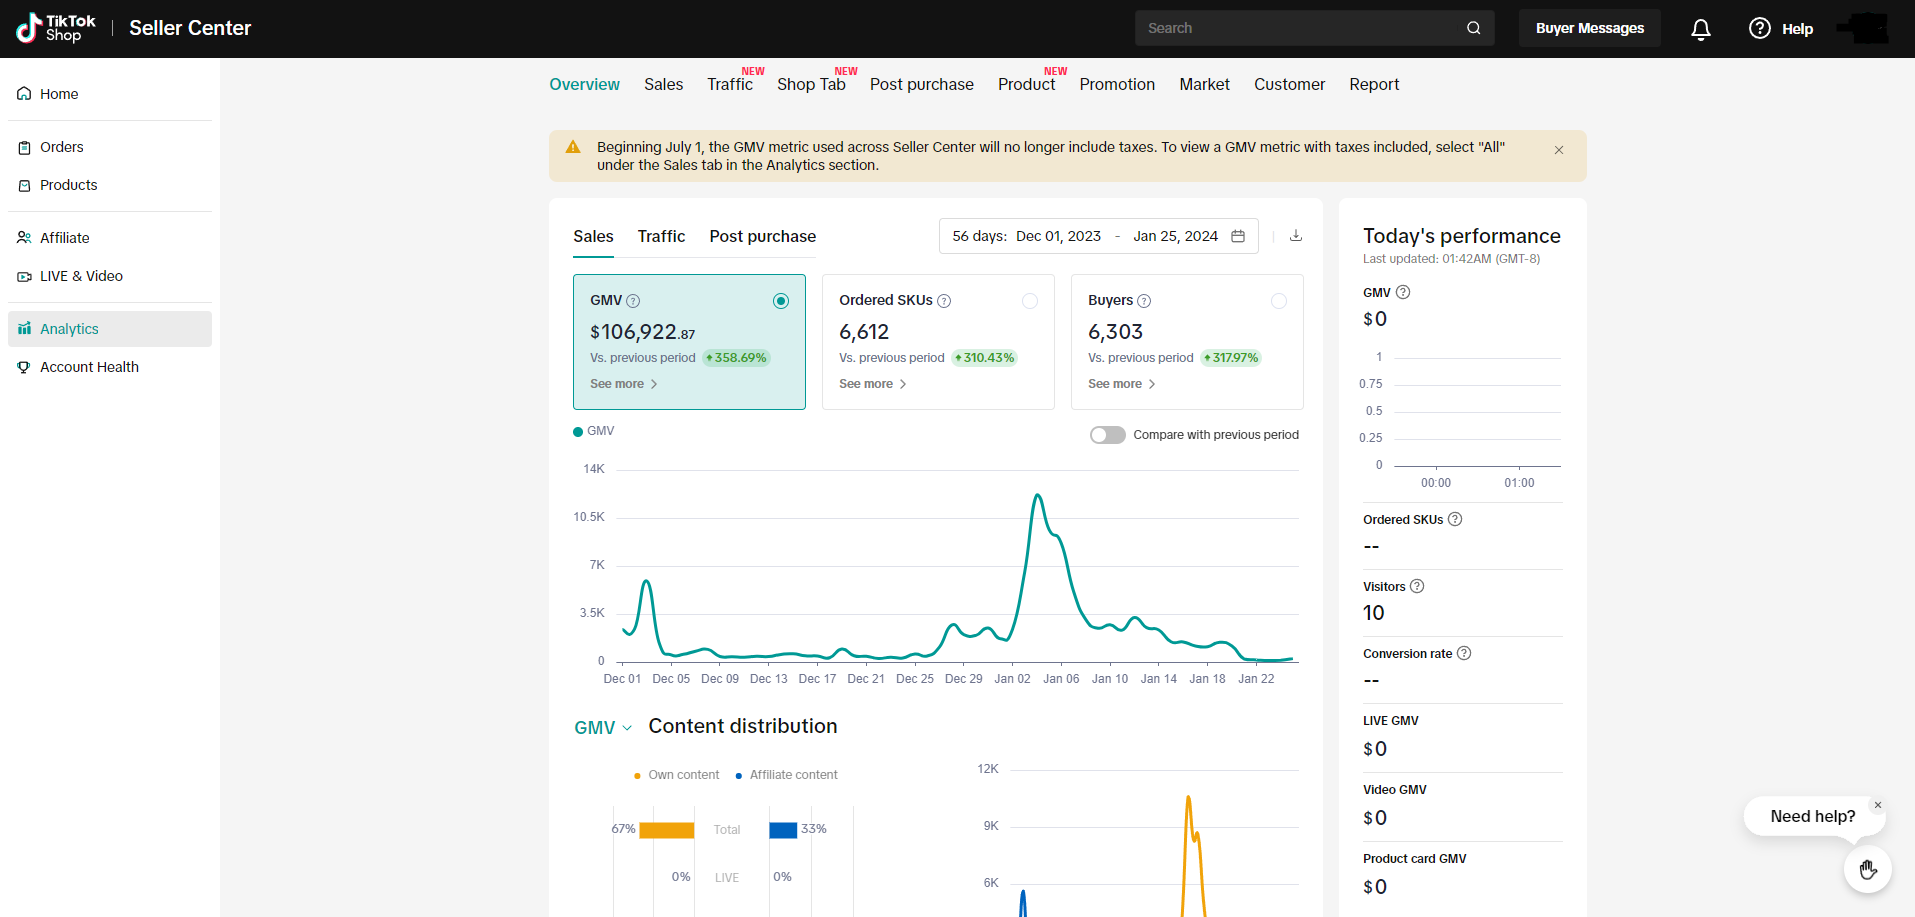 TikTok
Shop
Seller Center
Search
Buyer Messages
Help
Home
Orders
Products
Affiliate
LIVE & Video
Analytics
Account Health
Overview
Sales
Traffic
NEW
Shop Tab
NEW
Post purchase
Product
NEW
Promotion
Market
Customer
Report
Beginning July 1, the GMV metric used across Seller Center will no longer include taxes. To view a GMV metric with taxes included, select "All"
under the Sales tab in the Analytics section.
Sales
Traffic
Post purchase
56 days: Dec 01, 2023 - Jan 25, 2024
GMV
$106,922.87
Vs. previous period 358.69%
See more
Ordered SKUs
6,612
Vs. previous period 310.43%
See more
Buyers
6,303
Vs. previous period 317.97%
See more
GMV
Compare with previous period
14K
10.5K
7K
3.5K
0
Dec 01 Dec 05 Dec 09 Dec 13 Dec 17 Dec 21 Dec 25 Dec 29 Jan 02 Jan 06 Jan 10 Jan 14 Jan 18 Jan 22
GMV
Content distribution
Own content
Affiliate content
67% Total 33%
0% LIVE 0%
12K
9K
6K
Today's performance
Last updated: 01:42AM (GMT-8)
GMV
$0
1
0.75
0.5
0.25
0
00:00 01:00
Ordered SKUs
--
Visitors
10
Conversion rate
--
LIVE GMV
$0
Video GMV
$0
Product card GMV
$0
Need help?